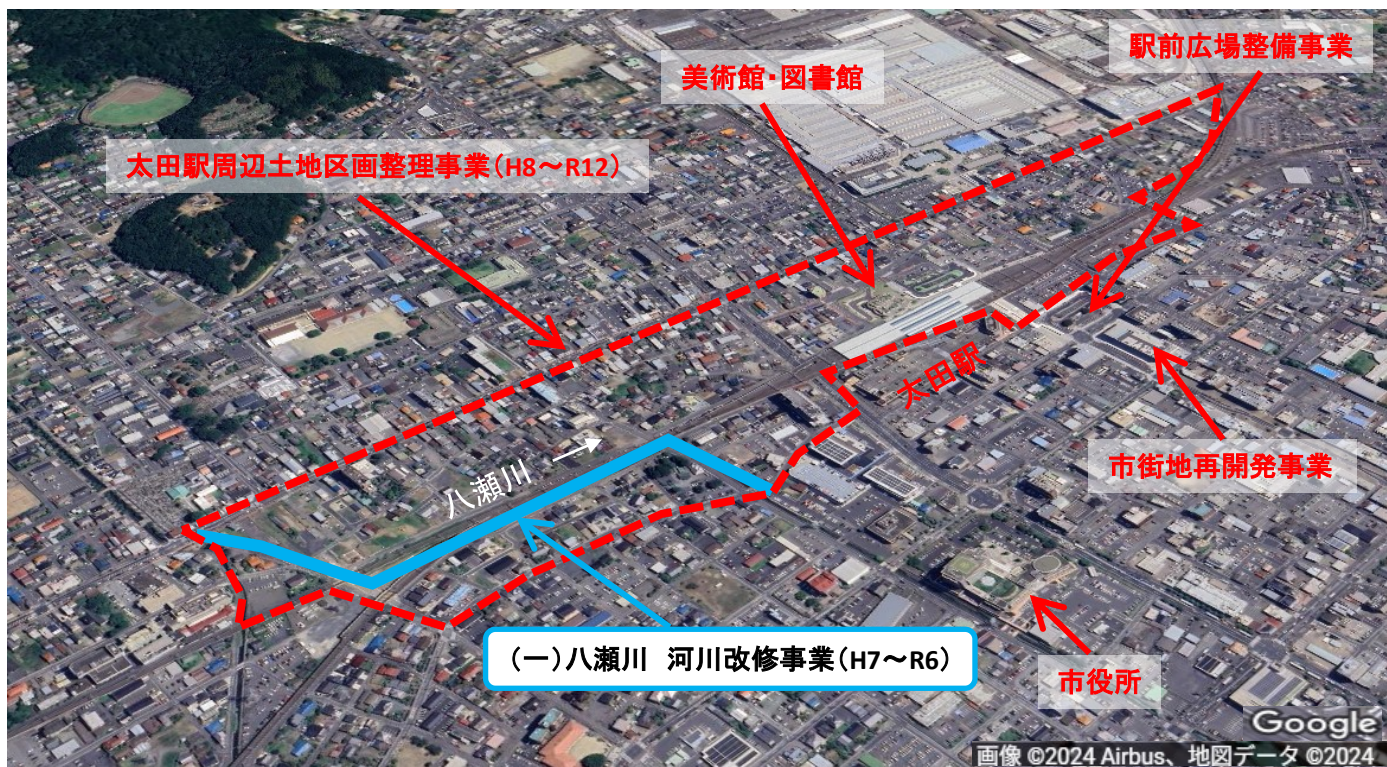 駅前広場整備事業
美術館・図書館
太田駅周辺土地区画整理事業(H8~R12)
太田駅
八瀬川
市街地再開発事業
(一)八瀬川 河川改修事業(H7~R6)
市役所
Google
画像 ©2024 Airbus、地図データ ©2024